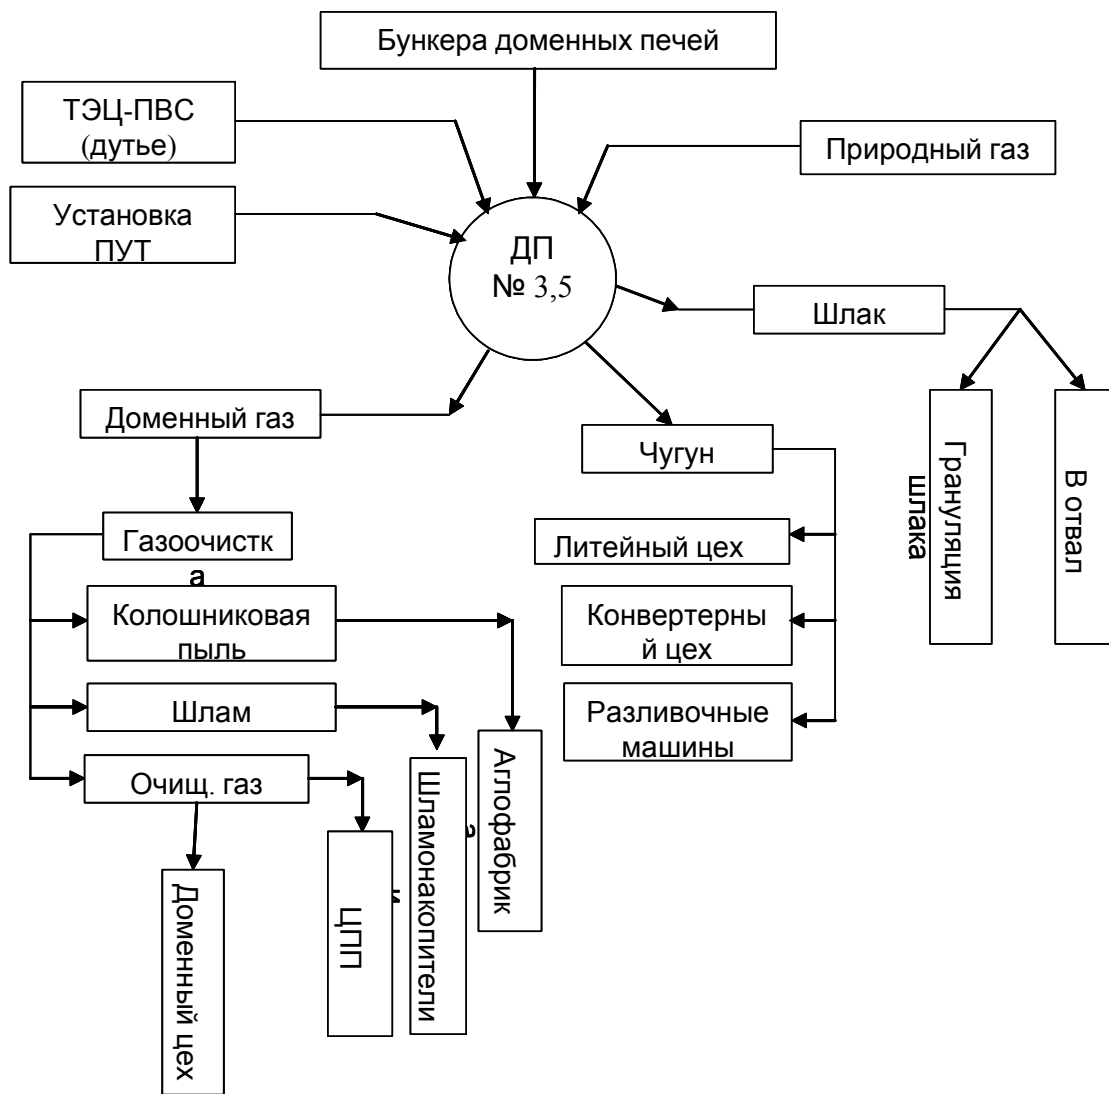 Бункера доменных печей
ТЭЦ-ПВС
(дутье)
Природный газ
Установка
ПУТ
ДП
№ 3,5
Шлак
Доменный газ
Чугун
Грануляция
шлака
В отвал
Газоочистк
а
Литейный цех
Колошниковая
пыль
Конвертерны
й цех
Шлам
Разливочные
машины
Очищ. газ
Аглофабрик
а
Шламонакопители
ЦПП
и
Доменный цех